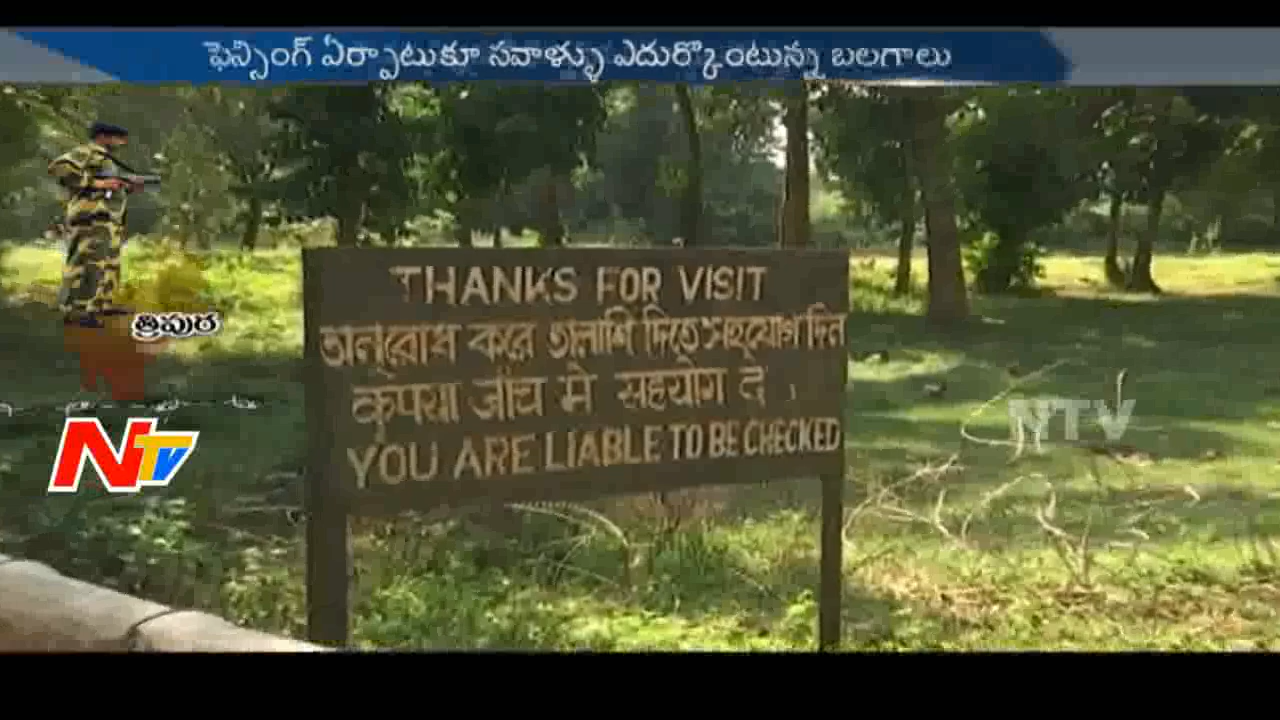 ఫెన్సింగ్ ఏర్పాటుకూ సవాళ్ళు ఎదుర్కొంటున్న బలగాలు
త్రిపుర
NTV
THANKS FOR VISIT
অনুরোধ করে তালাশি দিতে সহযোগ দিন
कृपया जाँच मे सहयोग दें .
YOU ARE LIABLE TO BE CHECKED
NTV